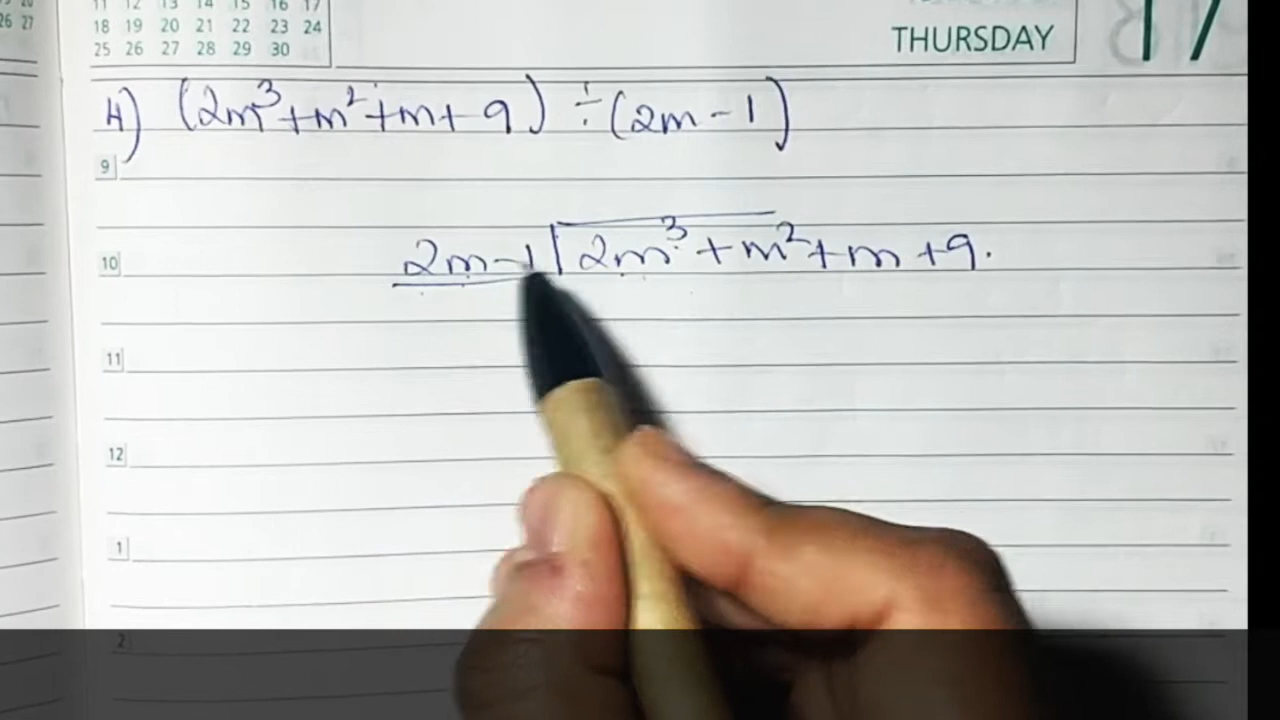 26 27
11 12 13 14 15 16 17
18 19 20 21 22 23 24
25 26 27 28 29 30
THURSDAY
17
4) (2m³+m²+m+9) ÷(2m-1)
9
10
2m-1 2m³+m²+m+9.
11
12
1
2